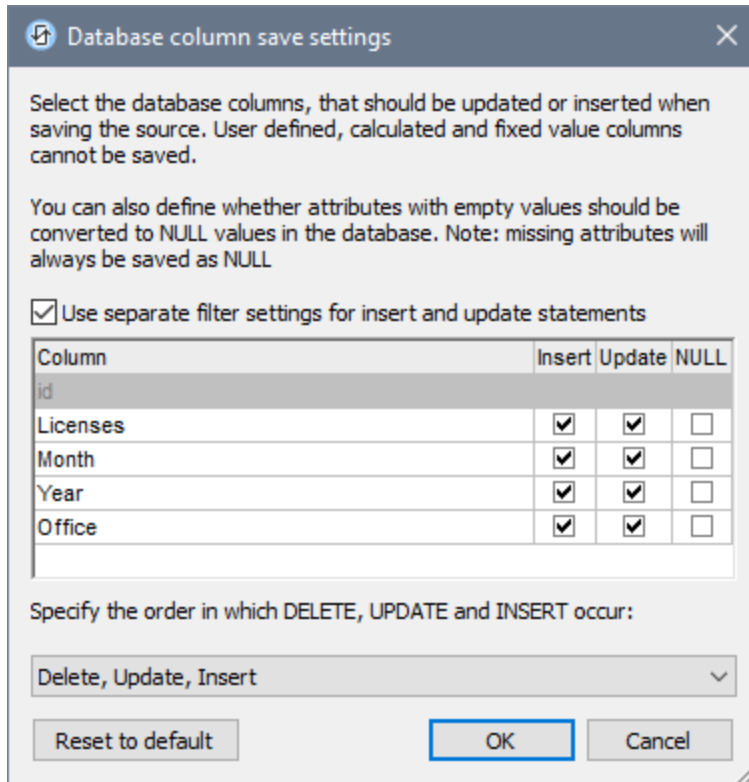 Database column save settings
Select the database columns, that should be updated or inserted when
saving the source. User defined, calculated and fixed value columns
cannot be saved.
You can also define whether attributes with empty values should be
converted to NULL values in the database. Note: missing attributes will
always be saved as NULL
Use separate filter settings for insert and update statements
Column Insert Update NULL
id
Licenses
Month
Year
Office
Specify the order in which DELETE, UPDATE and INSERT occur:
Delete, Update, Insert
Reset to default OK Cancel